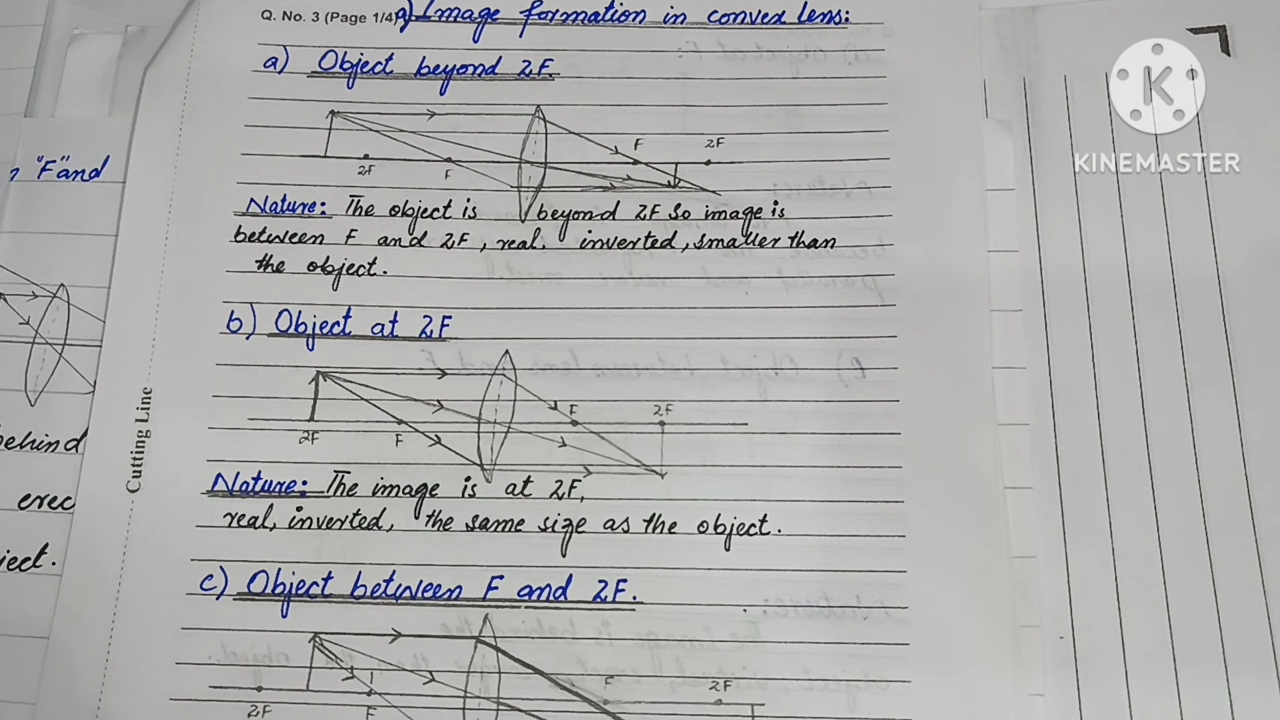 Q. No. 3 (Page 1/4) Image formation in convex lens:
a) Object beyond 2F.
F 2F
2F F
Nature: The object is beyond 2F so image is
between F and 2F, real, inverted, smaller than
the object.
b) Object at 2F
F 2F
2F F
Nature: The image is at 2F,
real, inverted, the same size as the object.
c) Object between F and 2F.
F 2F
2F F
"F" and
behind
erec
ject.
Cutting Line
K
KINEMASTER